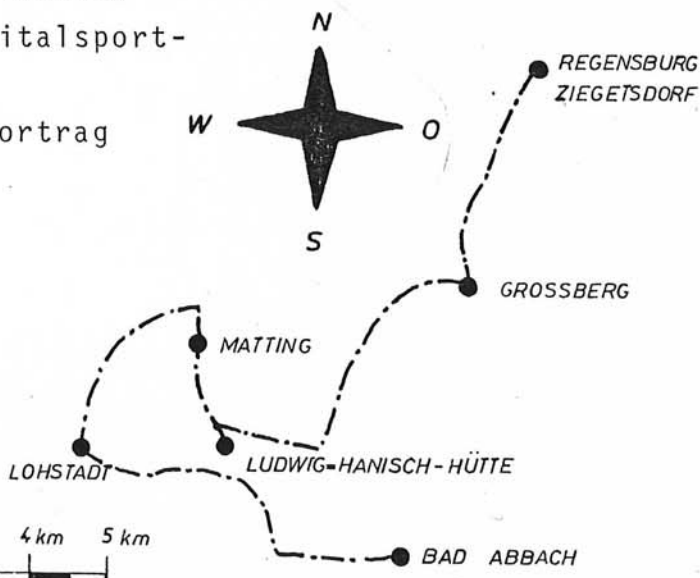 italsport-
ortrag
N
W
O
S
REGENSBURG
ZIEGETSDORF
GROSSBERG
MATTING
LOHSTADT
LUDWIG=HANISCH-HÜTTE
4 km 5 km
BAD ABBACH